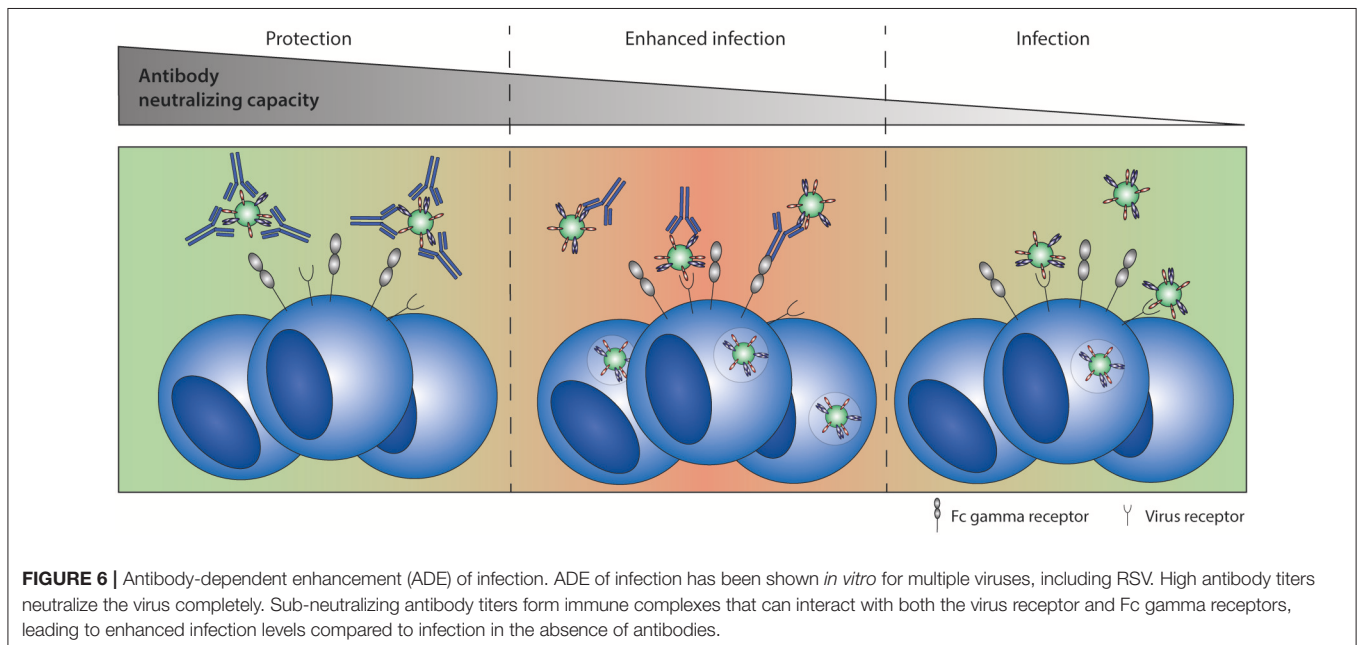 Protection
Enhanced infection
Infection
Antibody
neutralizing capacity
Fc gamma receptor
Virus receptor
FIGURE 6 | Antibody-dependent enhancement (ADE) of infection. ADE of infection has been shown in vitro for multiple viruses, including RSV. High antibody titers
neutralize the virus completely. Sub-neutralizing antibody titers form immune complexes that can interact with both the virus receptor and Fc gamma receptors,
leading to enhanced infection levels compared to infection in the absence of antibodies.